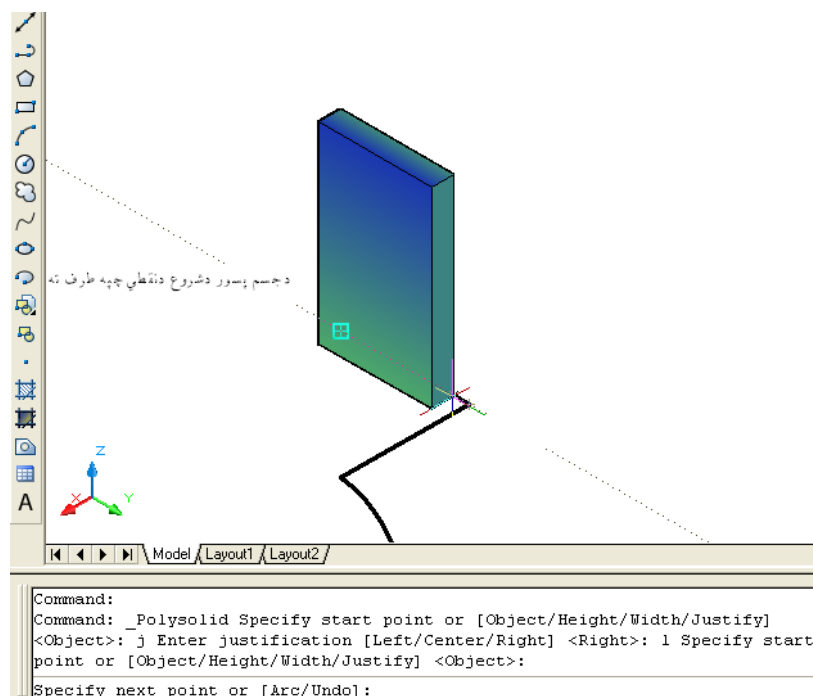 دجسم پسور دشروع دنقطي چپه طرف ته
Z
X
Y
A
Model Layout1 Layout2
Command:
Command: _Polysolid Specify start point or [Object/Height/Width/Justify]
<Object>: j Enter justification [Left/Center/Right] <Right>: l Specify start
point or [Object/Height/Width/Justify] <Object>:
Specify next point or [Arc/Undo]: